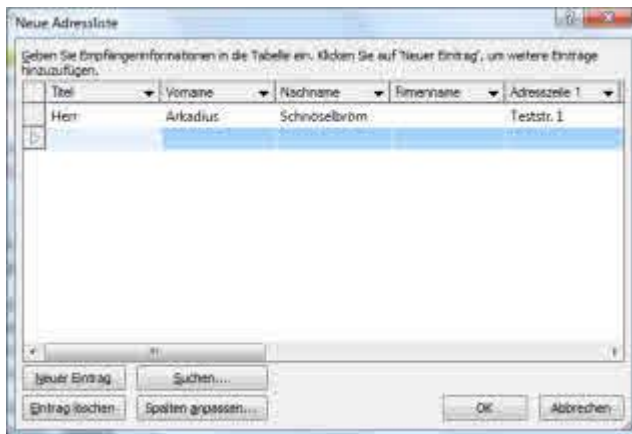 Neue Adressliste
Geben Sie Empfängerinformationen in die Tabelle ein. Klicken Sie auf 'Neuer Eintrag', um weitere Einträge
hinzuzufügen.
Titel Vorname Nachname Firmenname Adresszeile 1
Herr Arkadius Schnöselbröm Teststr. 1
Neuer Eintrag Suchen...
Eintrag löschen Spalten anpassen... OK Abbrechen